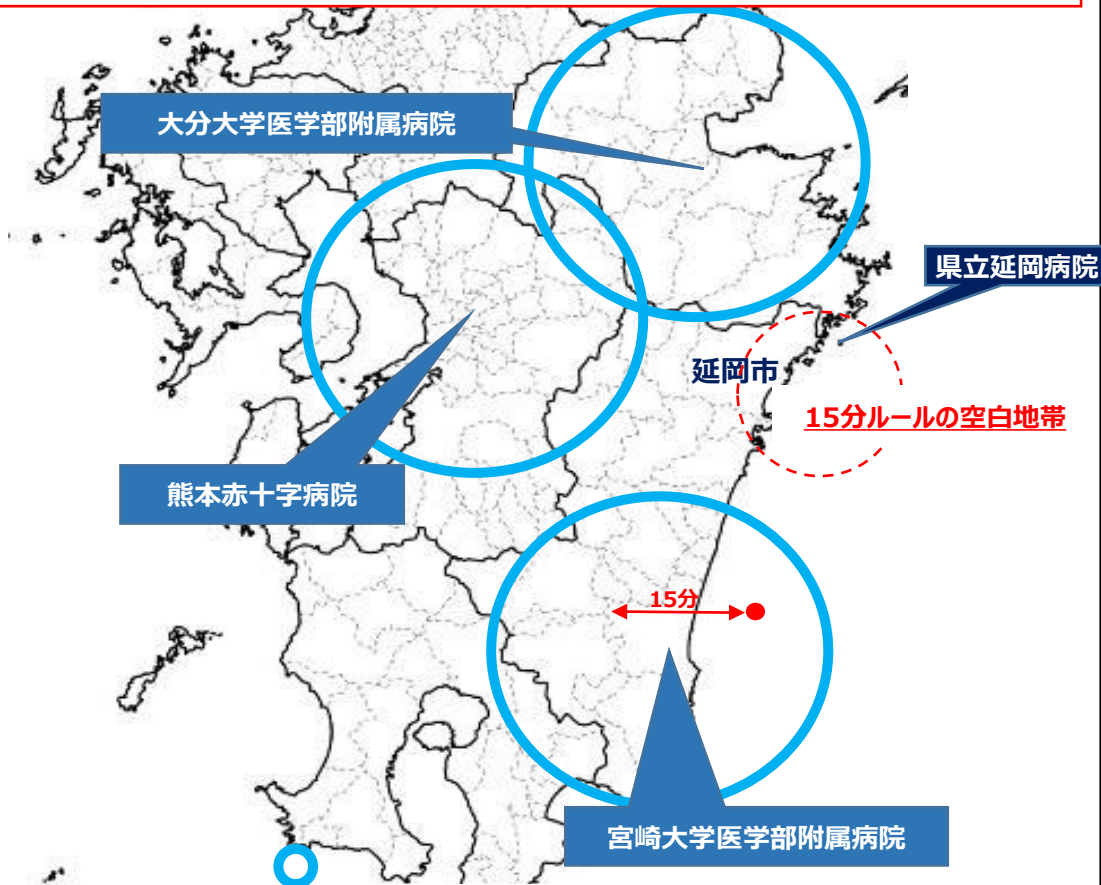 大分大学医学部附属病院
県立延岡病院
延岡市
15分ルールの空白地帯
熊本赤十字病院
15分
宮崎大学医学部附属病院